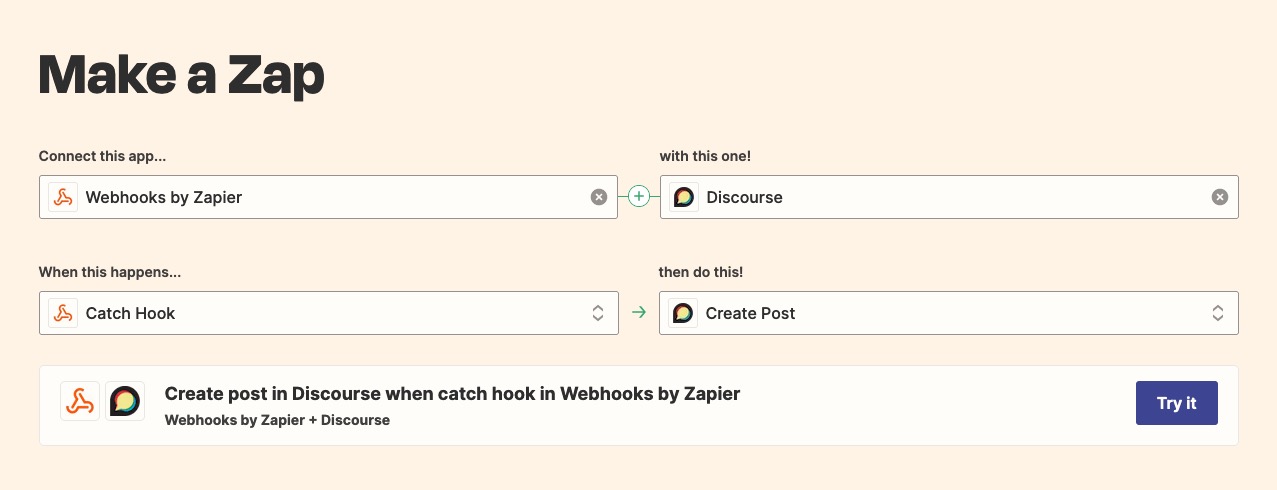 Make a Zap
Connect this app...
with this one!
Webhooks by Zapier
Discourse
When this happens...
then do this!
Catch Hook
Create Post
Create post in Discourse when catch hook in Webhooks by Zapier
Webhooks by Zapier + Discourse
Try it